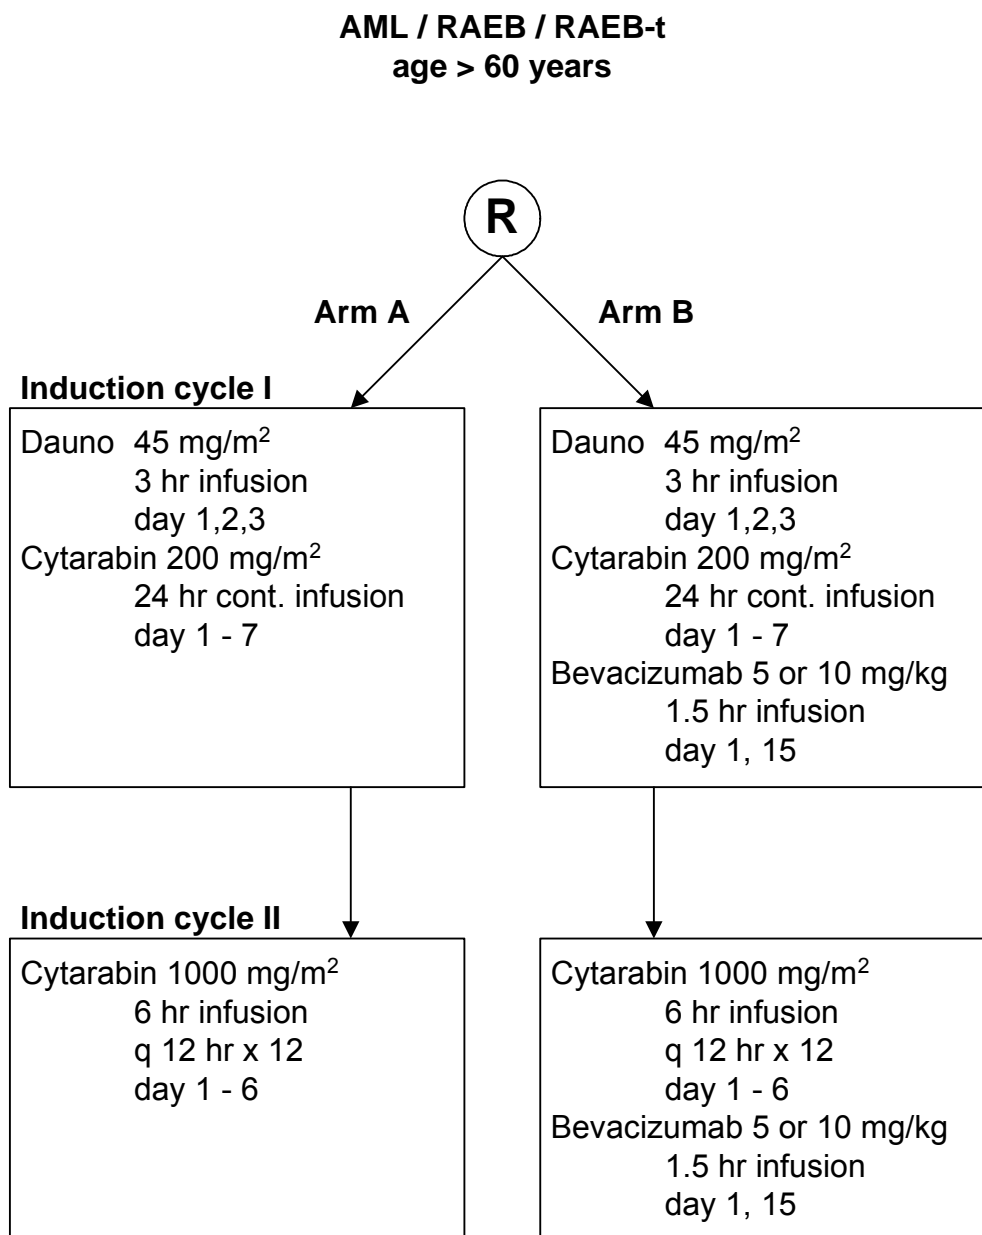 AML / RAEB / RAEB-t
age > 60 years
R
Arm A
Arm B
Induction cycle I
Dauno 45 mg/m²
3 hr infusion
day 1,2,3
Cytarabin 200 mg/m²
24 hr cont. infusion
day 1 - 7
Dauno 45 mg/m²
3 hr infusion
day 1,2,3
Cytarabin 200 mg/m²
24 hr cont. infusion
day 1 - 7
Bevacizumab 5 or 10 mg/kg
1.5 hr infusion
day 1, 15
Induction cycle II
Cytarabin 1000 mg/m²
6 hr infusion
q 12 hr x 12
day 1 - 6
Cytarabin 1000 mg/m²
6 hr infusion
q 12 hr x 12
day 1 - 6
Bevacizumab 5 or 10 mg/kg
1.5 hr infusion
day 1, 15